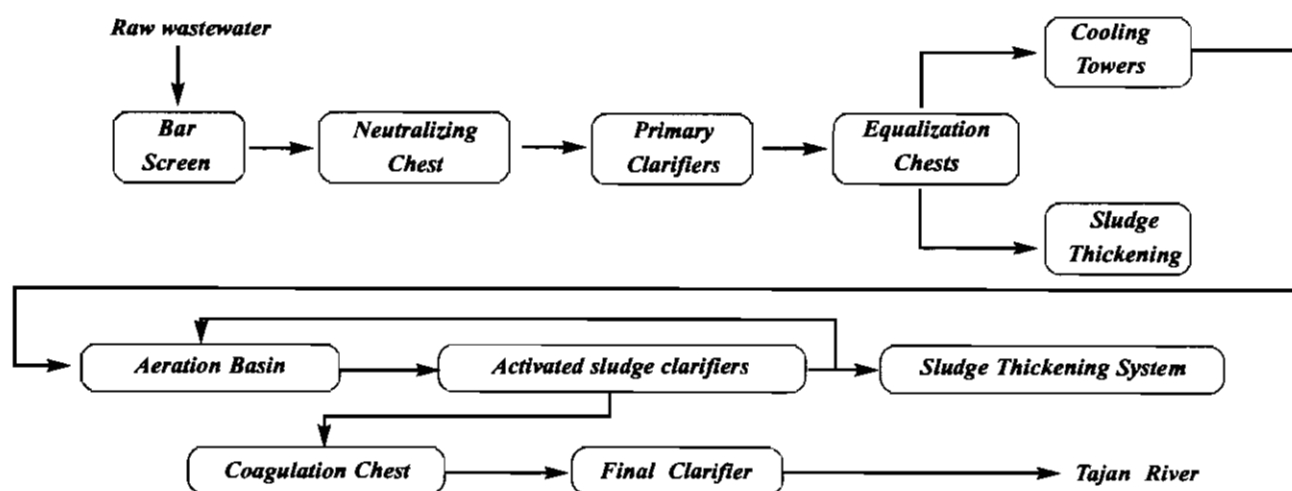 Raw wastewater
Cooling
Towers
Bar
Screen
Neutralizing
Chest
Primary
Clarifiers
Equalization
Chests
Sludge
Thickening
Aeration Basin
Activated sludge clarifiers
Sludge Thickening System
Coagulation Chest
Final Clarifier
Tajan River